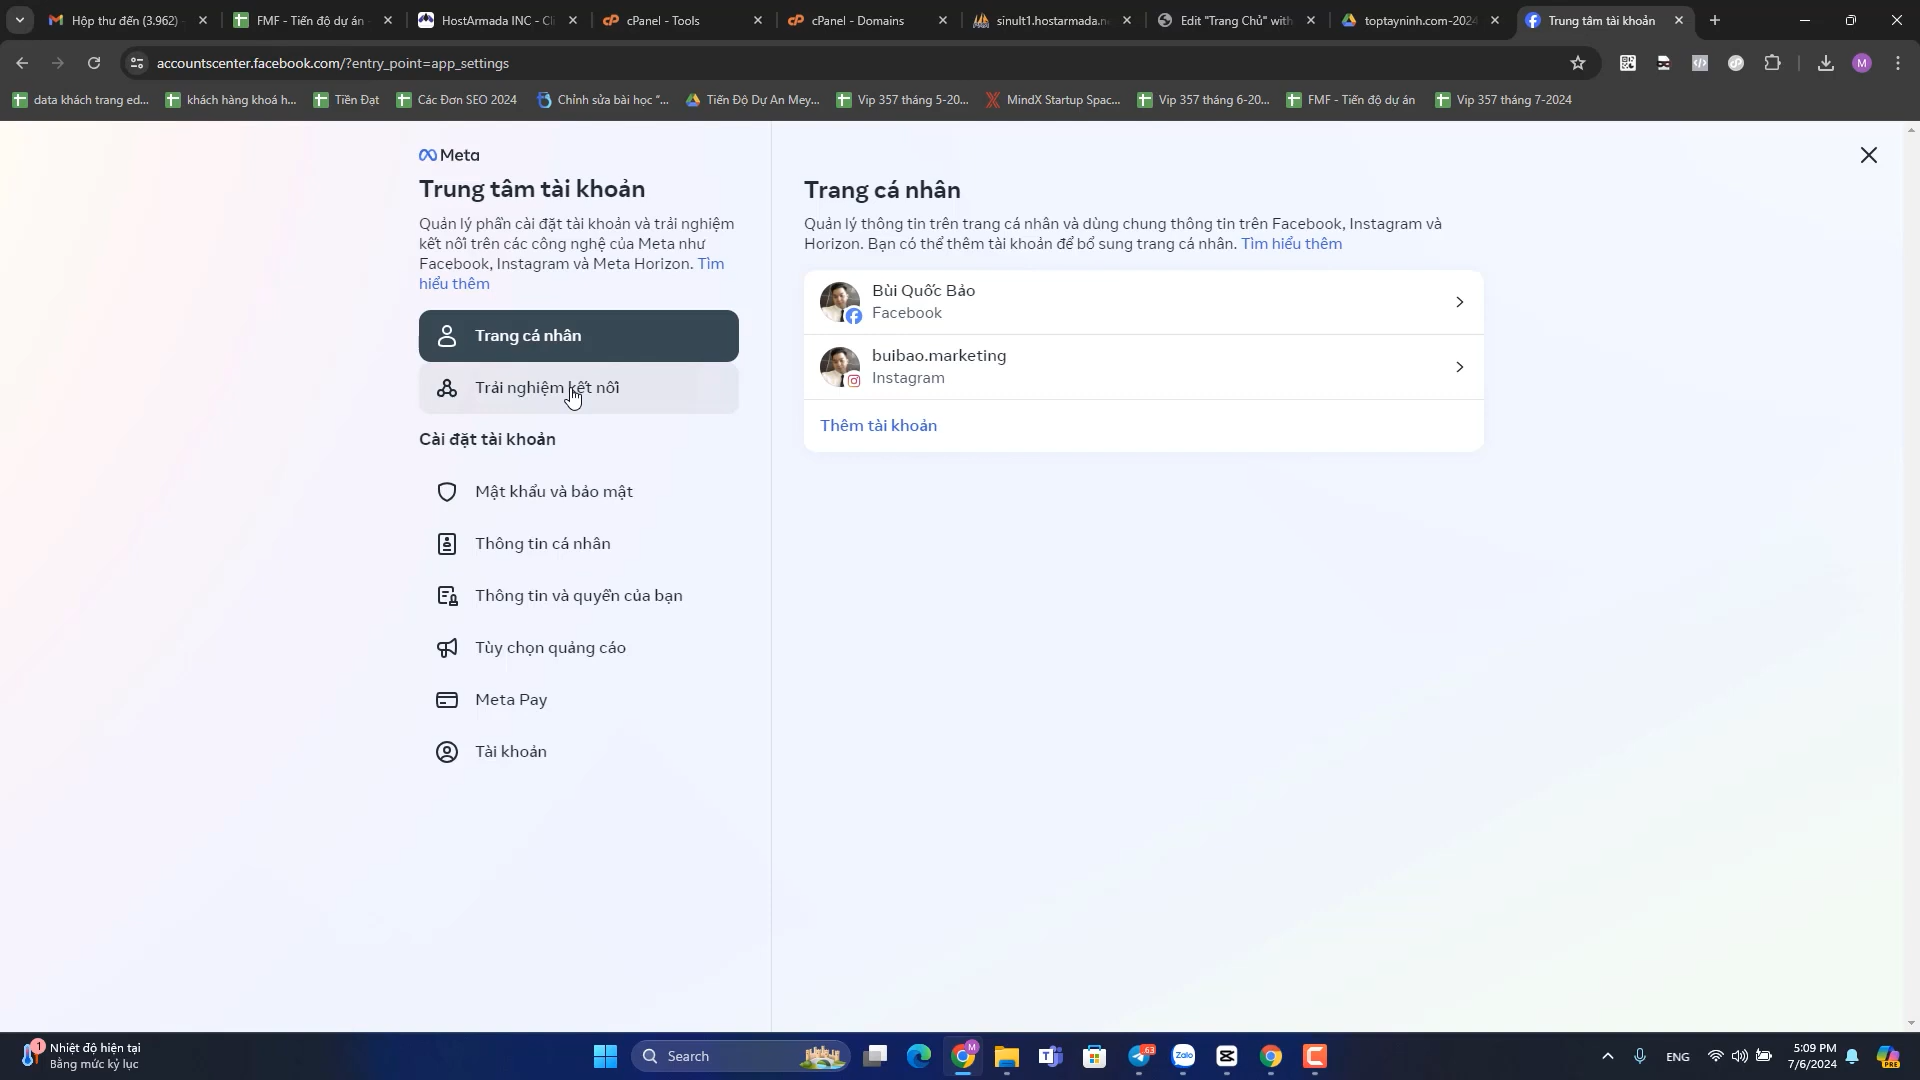 Hộp thư đến (3.962)
FMF - Tiến độ dự án
HostArmada INC - Cli
cPanel - Tools
cPanel - Domains
sinult1.hostarmada.n
Edit "Trang Chủ" with
toptayninh.com-2024
Trung tâm tài khoản
accountscenter.facebook.com/?entry_point=app_settings
M
data khách trang ed...
khách hàng khoá h...
Tiền Đạt
Các Đơn SEO 2024
Chỉnh sửa bài học "...
Tiến Độ Dự An Mey...
Vip 357 tháng 5-20...
MindX Startup Spac...
Vip 357 tháng 6-20...
FMF - Tiến độ dự án
Vip 357 tháng 7-2024
Meta
Trung tâm tài khoản
Quản lý phần cài đặt tài khoản và trải nghiệm
kết nối trên các công nghệ của Meta như
Facebook, Instagram và Meta Horizon. Tìm
hiểu thêm
Trang cá nhân
Trải nghiệm kết nối
Cài đặt tài khoản
Mật khẩu và bảo mật
Thông tin cá nhân
Thông tin và quyền của bạn
Tùy chọn quảng cáo
Meta Pay
Tài khoản
Trang cá nhân
Quản lý thông tin trên trang cá nhân và dùng chung thông tin trên Facebook, Instagram và
Horizon. Bạn có thể thêm tài khoản để bổ sung trang cá nhân. Tìm hiểu thêm
Bùi Quốc Bảo
Facebook
buibao.marketing
Instagram
Thêm tài khoản
1
Nhiệt độ hiện tại
Bằng mức kỷ lục
Search
M
63
Zalo
ENG
5:09 PM
7/6/2024
PRE